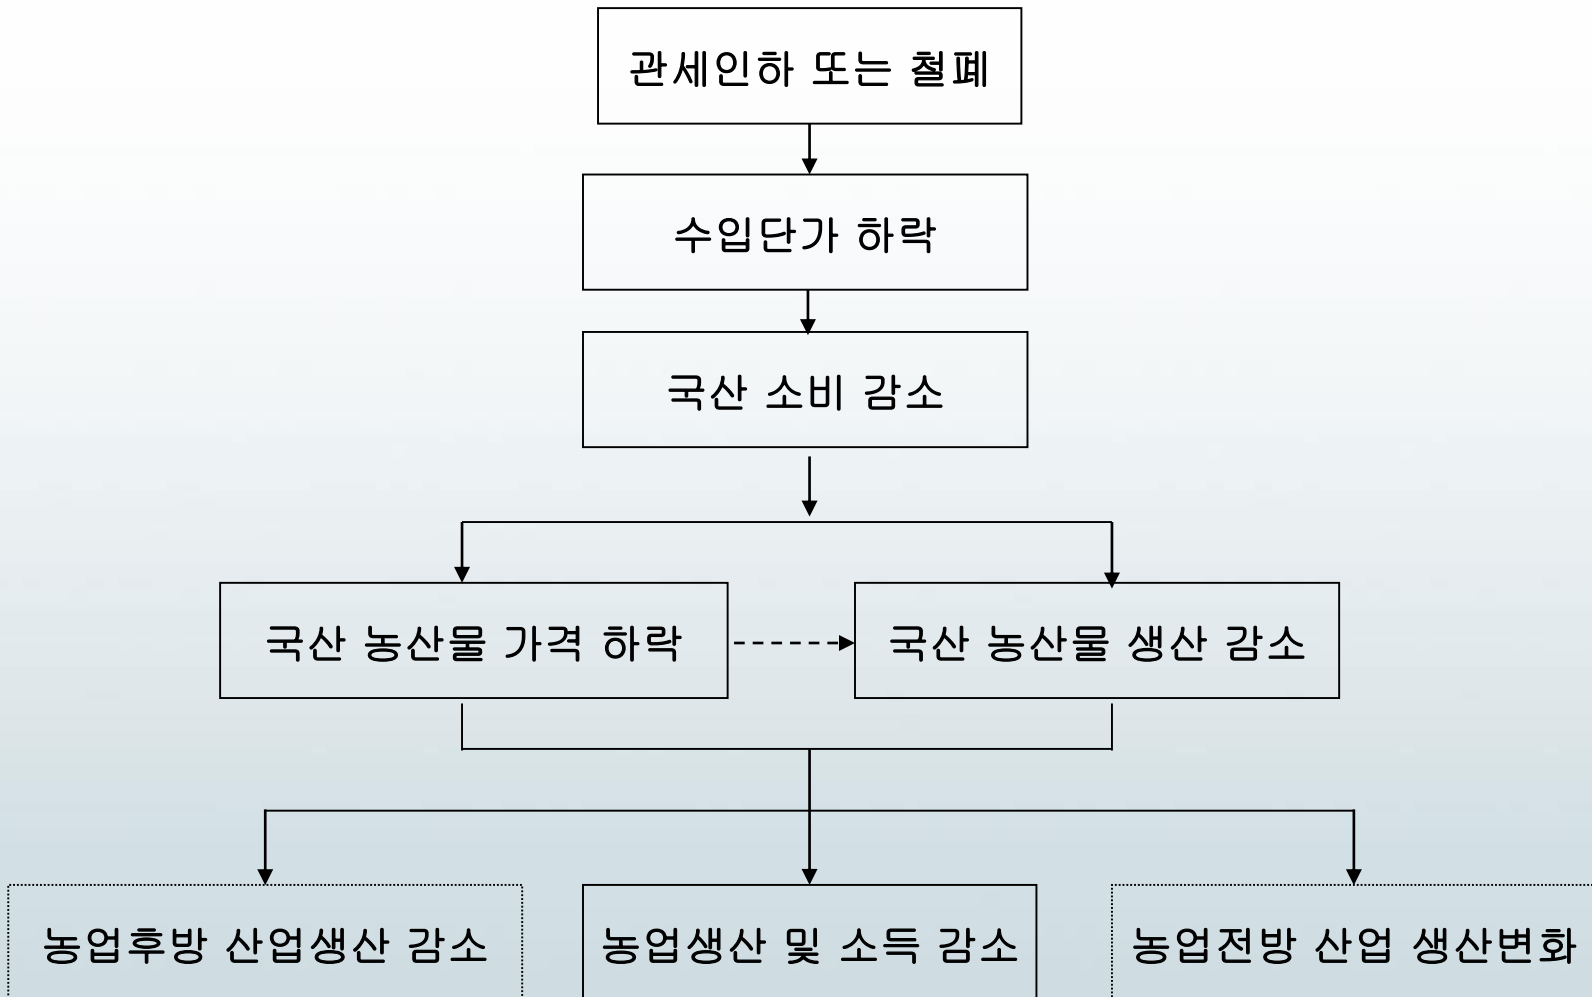 관세인하 또는 철폐
수입단가 하락
국산 소비 감소
국산 농산물 가격 하락
국산 농산물 생산 감소
농업후방 산업생산 감소
농업생산 및 소득 감소
농업전방 산업 생산변화